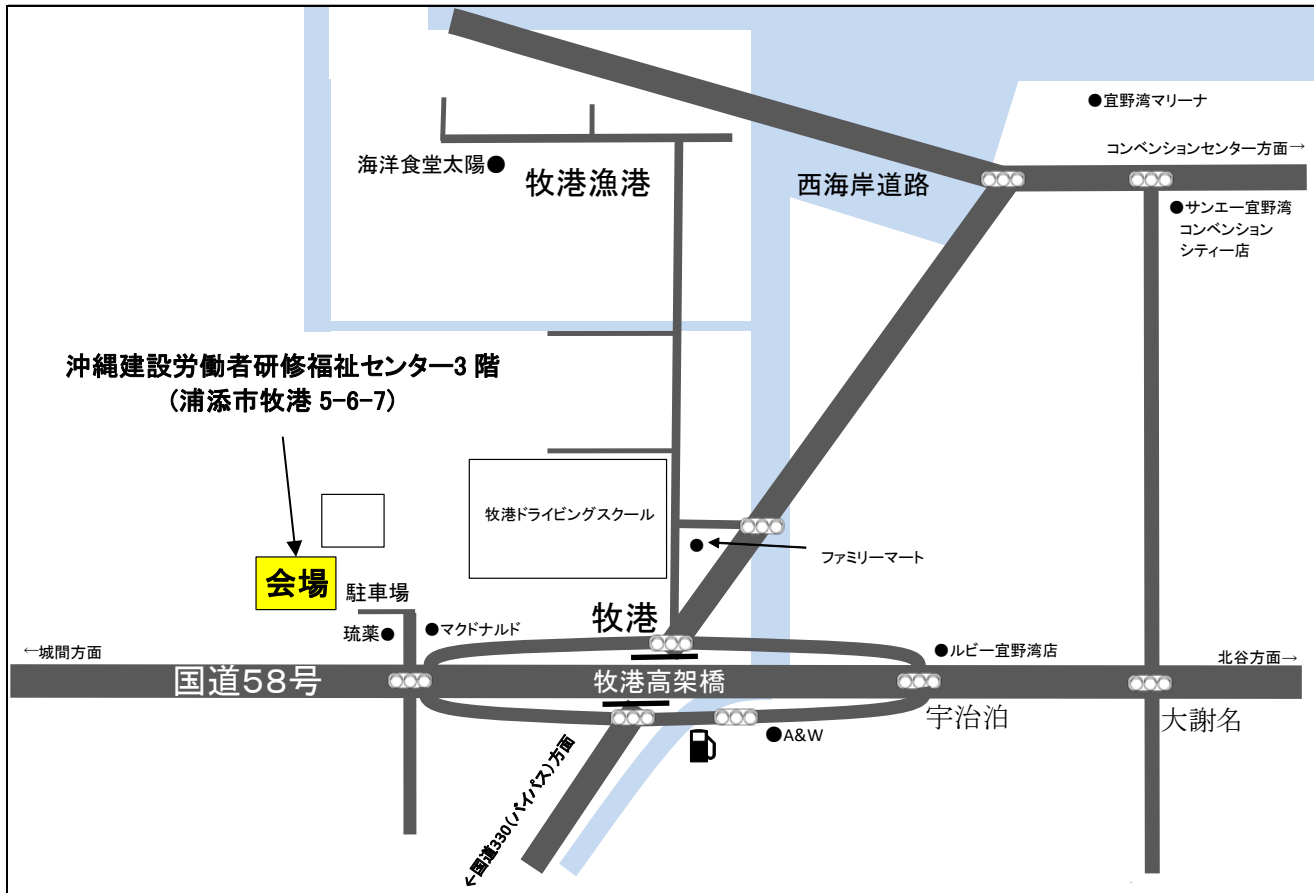 ●宜野湾マリーナ
コンベンションセンター方面→
海洋食堂太陽●
牧港漁港
西海岸道路
●サンエー宜野湾
コンベンション
シティー店
沖縄建設労働者研修福祉センター3 階
(浦添市牧港 5-6-7)
牧港ドライビングスクール
ファミリーマート
会場
駐車場
琉薬●
●マクドナルド
牧港
←城間方面
●ルビー宜野湾店
北谷方面→
国道58号
牧港高架橋
宇治泊
大謝名
●A&W
←国道330(バイパス)方面